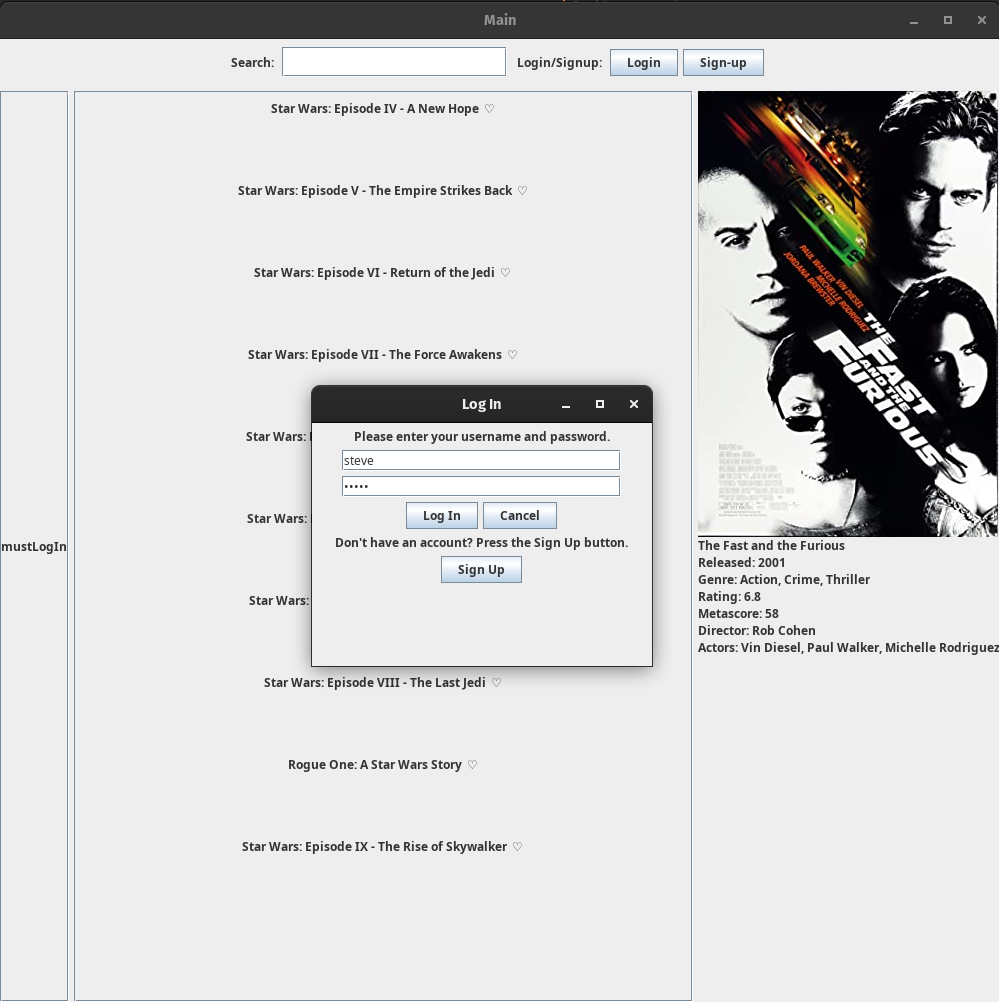 Main
Search:
Login/Signup:
Login
Sign-up
Star Wars: Episode IV - A New Hope ♡
Star Wars: Episode V - The Empire Strikes Back ♡
Star Wars: Episode VI - Return of the Jedi ♡
Star Wars: Episode VII - The Force Awakens ♡
Star Wars:
Star Wars:
Star Wars:
Star Wars: Episode VIII - The Last Jedi ♡
Rogue One: A Star Wars Story ♡
Star Wars: Episode IX - The Rise of Skywalker ♡
mustLogIn
Log In
Please enter your username and password.
steve
•••••
Log In
Cancel
Don't have an account? Press the Sign Up button.
Sign Up
PAUL WALKER VIN DIESEL
JORDANA BREWSTER MICHELLE RODRIGUEZ
THE
FAST
AND THE
FURIOUS
The Fast and the Furious
Released: 2001
Genre: Action, Crime, Thriller
Rating: 6.8
Metascore: 58
Director: Rob Cohen
Actors: Vin Diesel, Paul Walker, Michelle Rodriguez